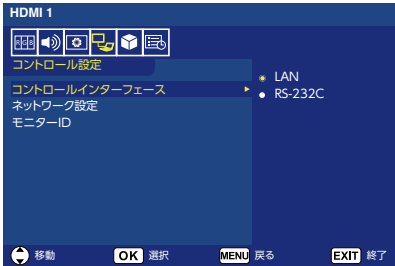 HDMI 1
RGB
コントロール設定
コントロールインターフェース
ネットワーク設定
モニターID
LAN
RS-232C
移動
OK 選択
MENU 戻る
EXIT 終了